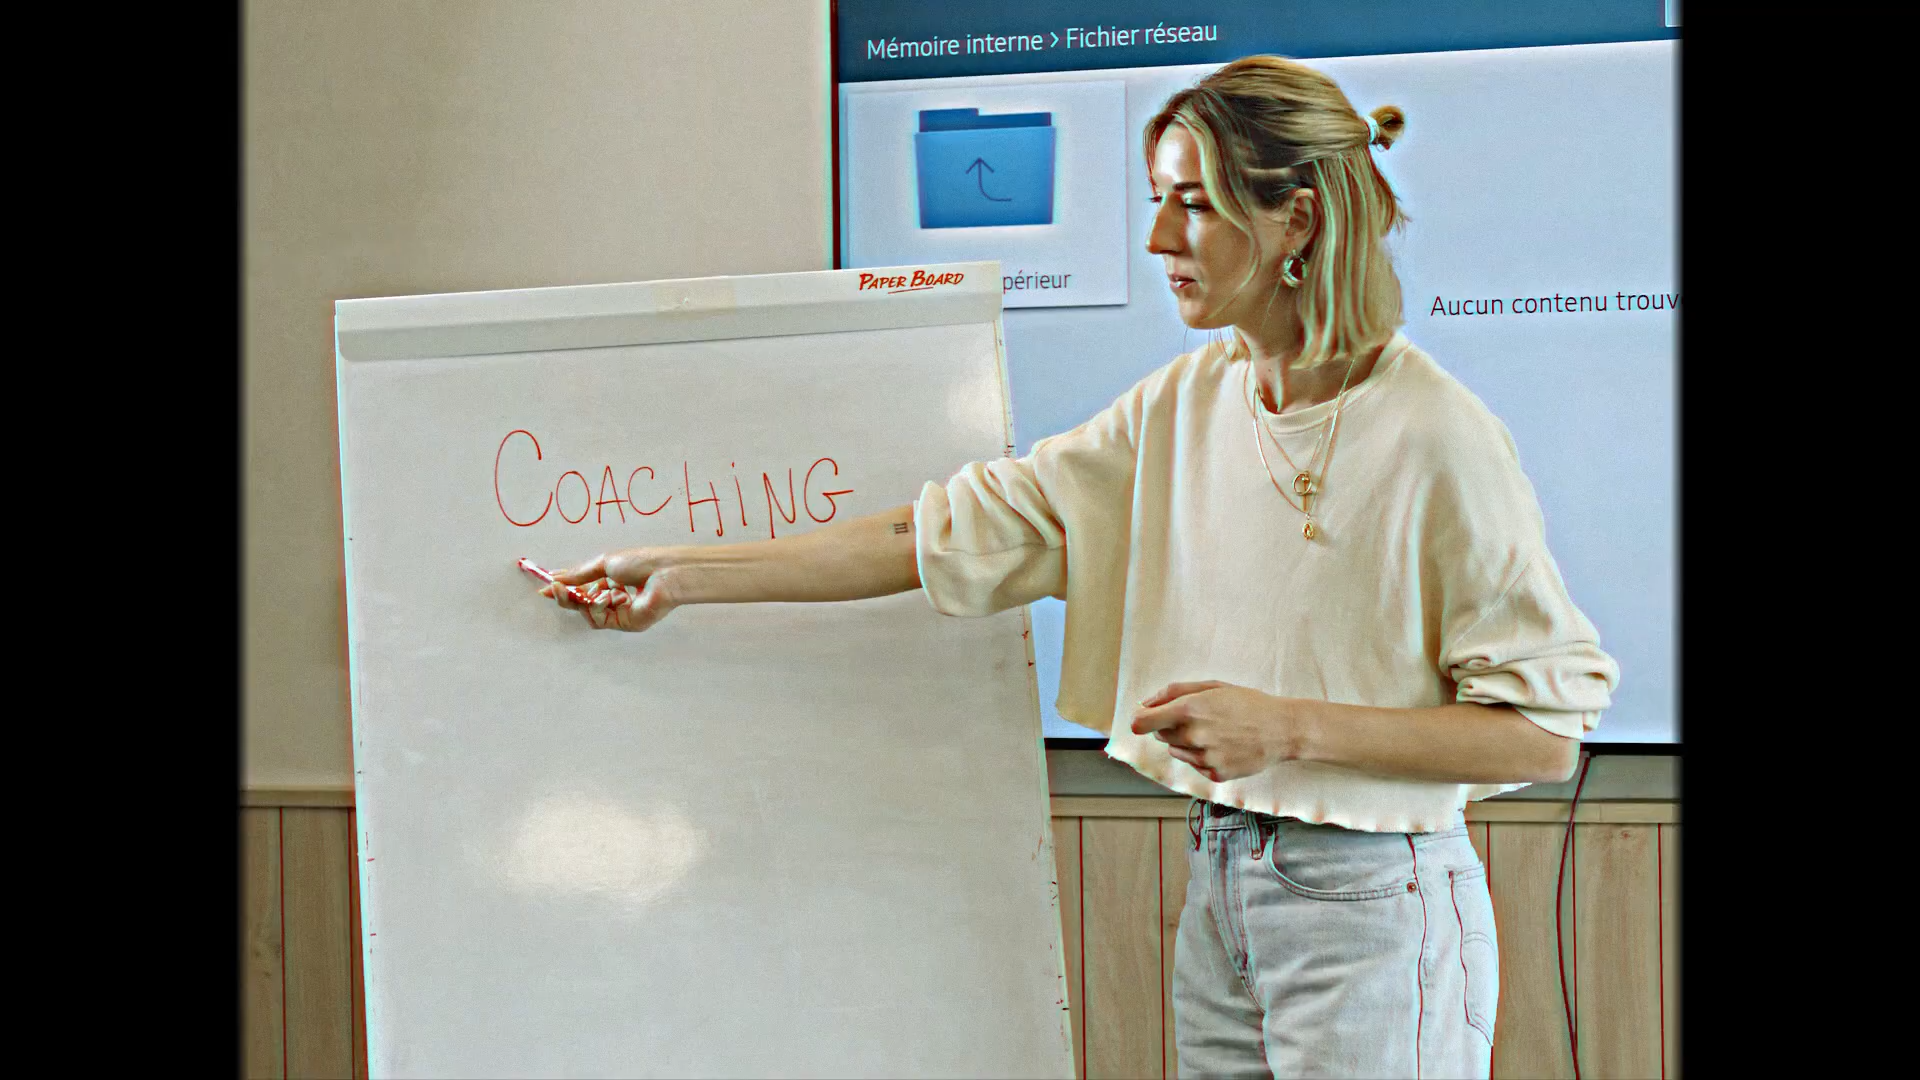 Mémoire interne > Fichier réseau
périeur
Aucun contenu trouv
PAPER BOARD
COACHiNG